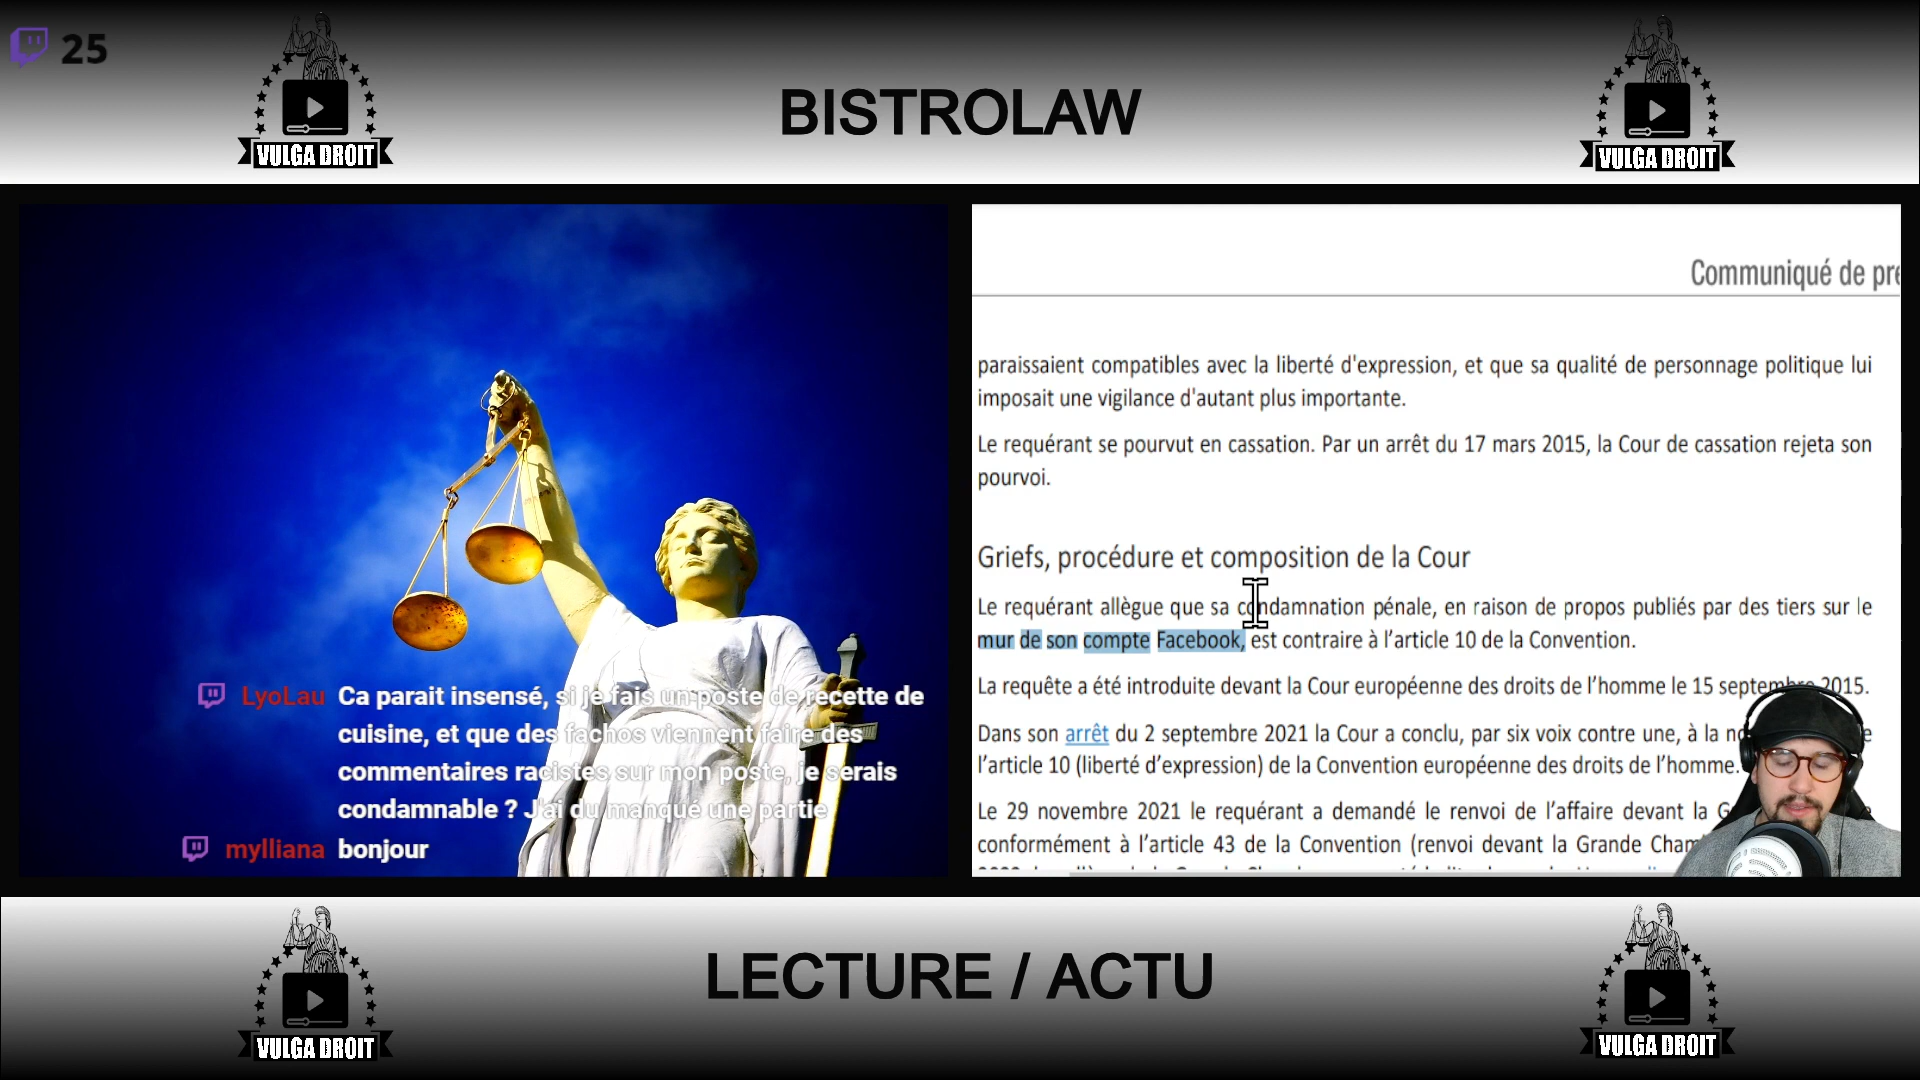 25
VULGA DROIT
BISTROLAW
VULGA DROIT
LyoLau Ca parait insensé, si je fais un poste de recette de
cuisine, et que des fachos viennent faire des
commentaires racistes sur mon poste, je serais
condamnable ? J'ai du manqué une partie
mylliana bonjour
Communiqué de
paraissaient compatibles avec la liberté d'expression, et que sa qualité de personnage politique lui
imposait une vigilance d'autant plus importante.
Le requérant se pourvut en cassation. Par un arrêt du 17 mars 2015, la Cour de cassation rejeta son
pourvoi.
Griefs, procédure et composition de la Cour
Le requérant allègue que sa condamnation pénale, en raison de propos publiés par des tiers sur le
mur de son compte Facebook, est contraire à l'article 10 de la Convention.
La requête a été introduite devant la Cour européenne des droits de l'homme le 15 septembre 2015.
Dans son arrêt du 2 septembre 2021 la Cour a conclu, par six voix contre une, à la
l'article 10 (liberté d'expression) de la Convention européenne des droits de l'homme.
Le 29 novembre 2021 le requérant a demandé le renvoi de l'affaire devant la
conformément à l'article 43 de la Convention (renvoi devant la Grande
VULGA DROIT
LECTURE / ACTU
VULGA DROIT